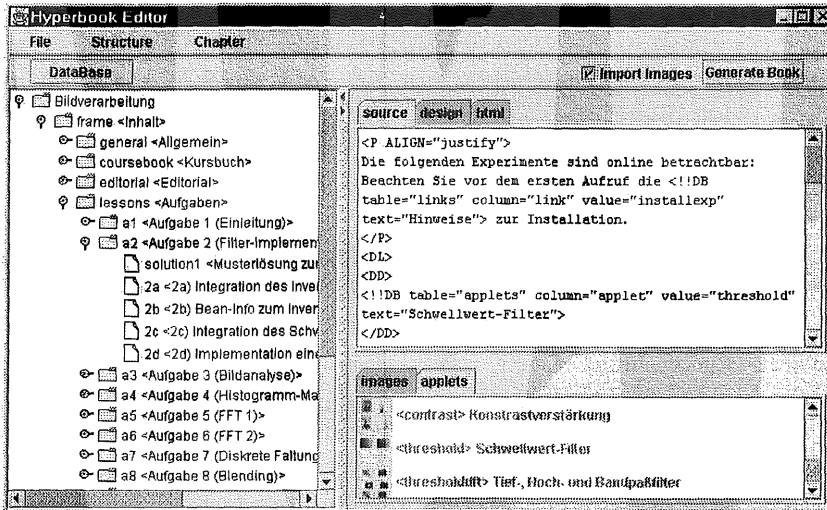 Hyperbook Editor
File Structure Chapter
DataBase
Import Images Generate Book
Bildverarbeitung
frame <Inhalt>
general <Allgemein>
coursebook <Kursbuch>
editorial <Editorial>
lessons <Aufgaben>
a1 <Aufgabe 1 (Einleitung)>
a2 <Aufgabe 2 (Filter-Implemen
solution1 <Musterlösung zu
2a <2a) Integration des Inve
2b <2b) Bean-Info zum Inver
2c <2c) Integration des Schw
2d <2d) Implementation ein
a3 <Aufgabe 3 (Bildanalyse)>
a4 <Aufgabe 4 (Histogramm-Ma
a5 <Aufgabe 5 (FFT 1)>
a6 <Aufgabe 6 (FFT 2)>
a7 <Aufgabe 7 (Diskrete Faltung
a8 <Aufgabe 8 (Blending)>
source design html
<P ALIGN="justify">
Die folgenden Experimente sind online betrachtbar:
Beachten Sie vor dem ersten Aufruf die <!!DB
table="links" column="link" value="installexp"
text="Hinweise"> zur Installation.
</P>
<DL>
<DD>
<!!DB table="applets" column="applet" value="threshold"
text="Schwellwert-Filter">
</DD>
images applets
<contrast> Konstrastverstärkung
<threshold> Schwellwert-Filter
<thresholdfft> Tief-, Hoch- und Bandpaßfilter